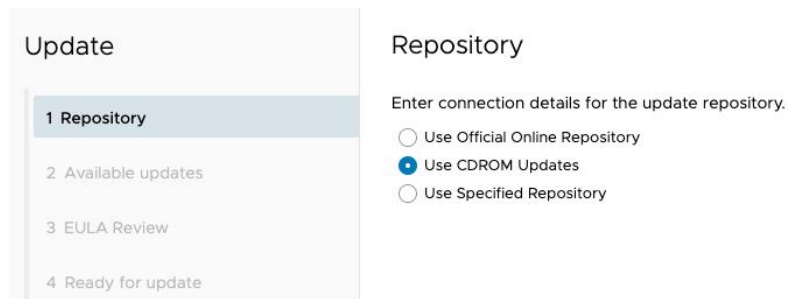 Update
1 Repository
2 Available updates
3 EULA Review
4 Ready for update
Repository
Enter connection details for the update repository.
Use Official Online Repository
Use CDROM Updates
Use Specified Repository